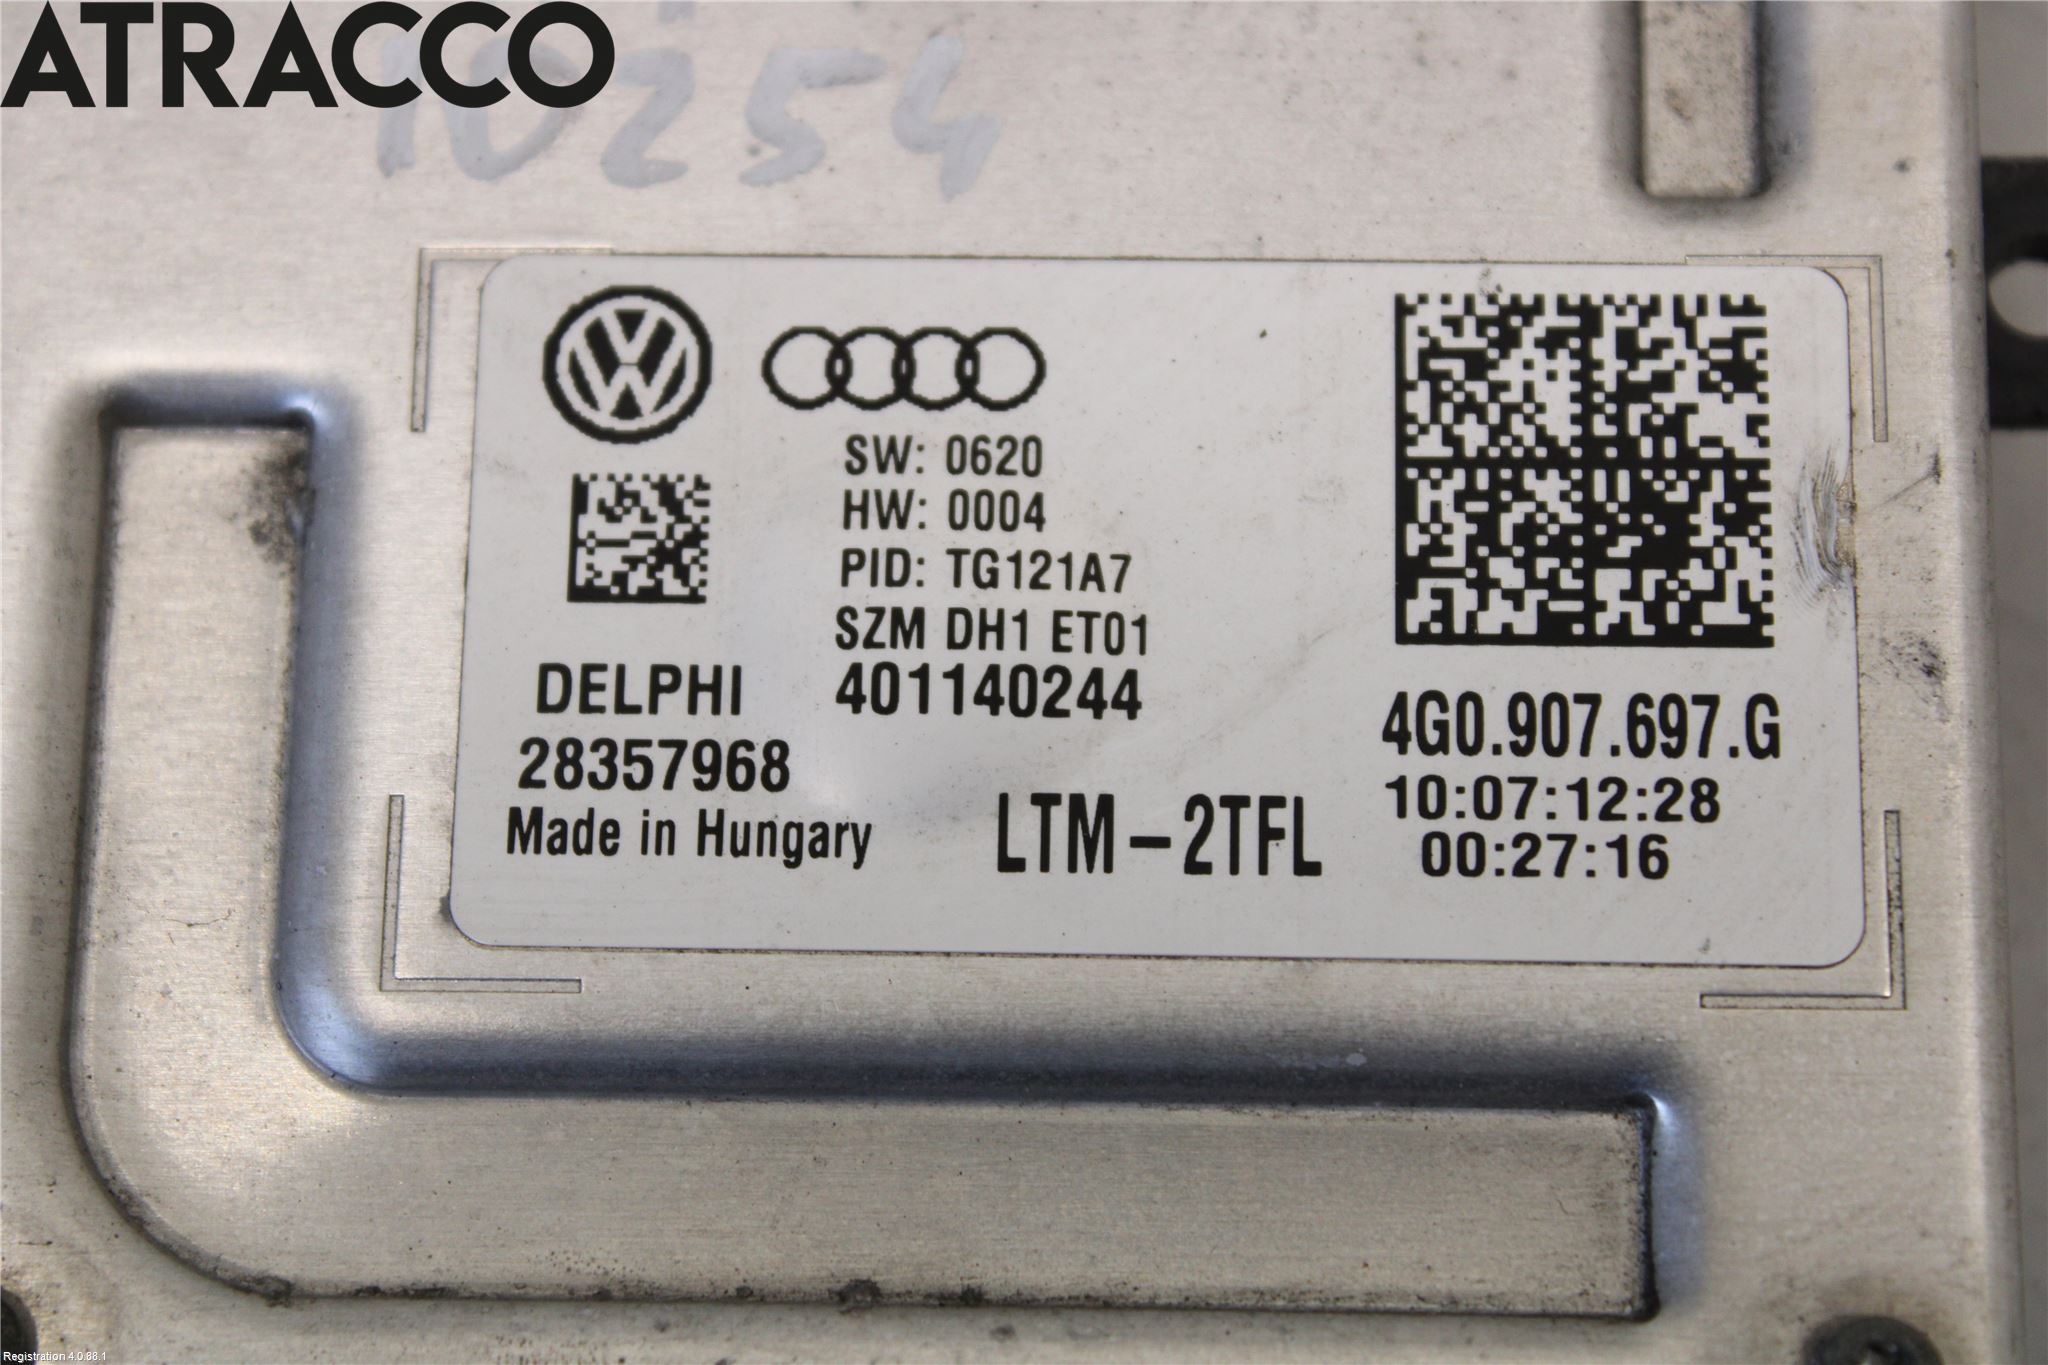 ATRACCO
10254
SW: 0620
HW: 0004
PID: TG121A7
SZM DH1 ET01
DELPHI 401140244
28357968
Made in Hungary
LTM-2TFL
4G0.907.697.G
10:07:12:28
00:27:16
Registration 4.0.88.1